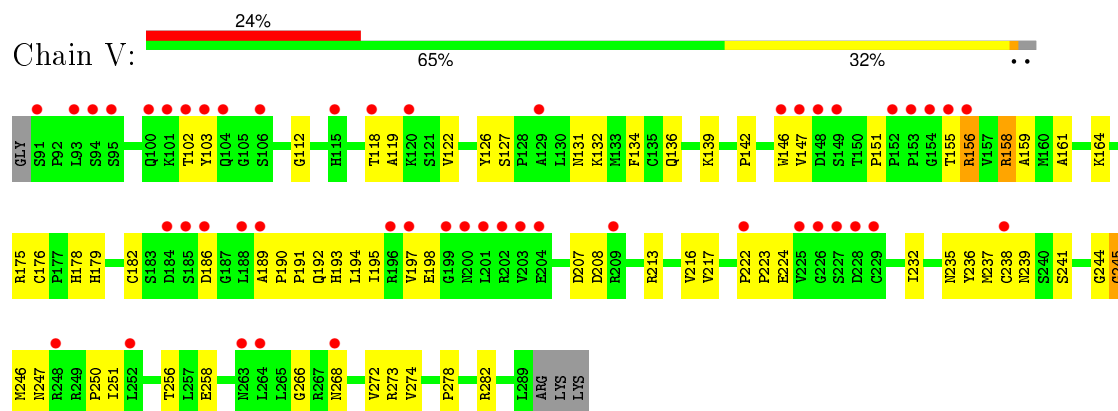 24%
Chain V:
65% 32% • •
GLY S91 P92 L93 S94 S95 Q100 K101 T102 Y103 Q104 G105 S106 G112 H115 T118 A119 K120 S121 V122 Y126 S127 P128 A129 L130 N131 K132 M133 F134 C135 Q136 K139 P142 W146 V147 D148 S149 T150 P151 P152 P153 G154 T155 R156 V157 R158 A159 M160 A161 K164
R175 C176 P177 H178 H179 C182 S183 D184 S185 D186 G187 L188 A189 P190 P191 Q192 H193 L194 I195 R196 V197 E198 G199 N200 L201 R202 V203 E204 D207 D208 R209 R213 V216 V217 P222 P223 E224 V225 G226 S227 D228 C229 I232 N235 Y236 M237 C238 N239 S240 S241 G244 G245
M246 N247 R248 R249 P250 I251 L252 T256 L257 E258 N263 L264 L265 G266 R267 N268 V272 R273 V274 P278 R282 L289 ARG LYS LYS